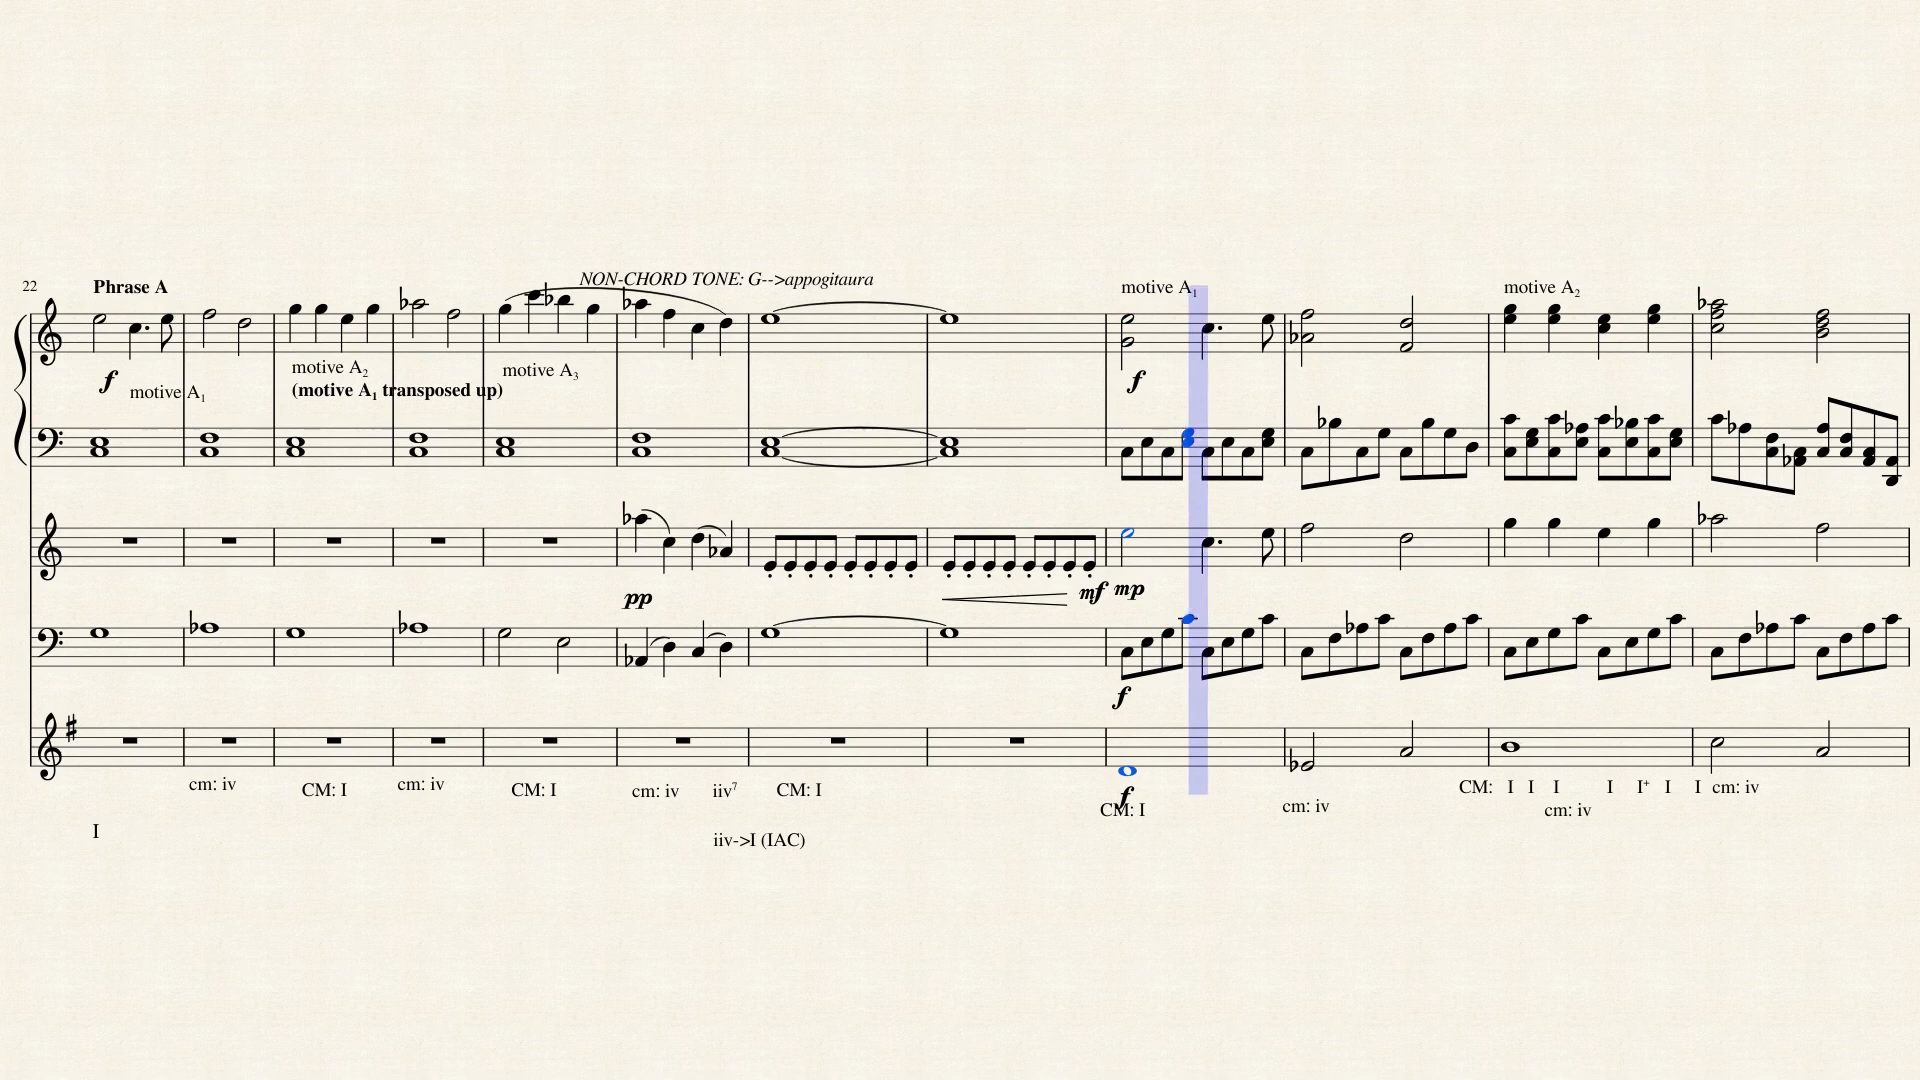 NON-CHORD TONE: G-->appogitaura
22
Phrase A
motive A₁
motive A₂
f
motive A₁
motive A₂
(motive A₁ transposed up)
motive A₃
f
pp
mf
mp
f
f
cm: iv
CM: I
cm: iv
CM: I
cm: iv
iiv⁷
CM: I
CM: I
cm: iv
CM: I I I I I⁺ I I cm: iv
cm: iv
I
iiv->I (IAC)